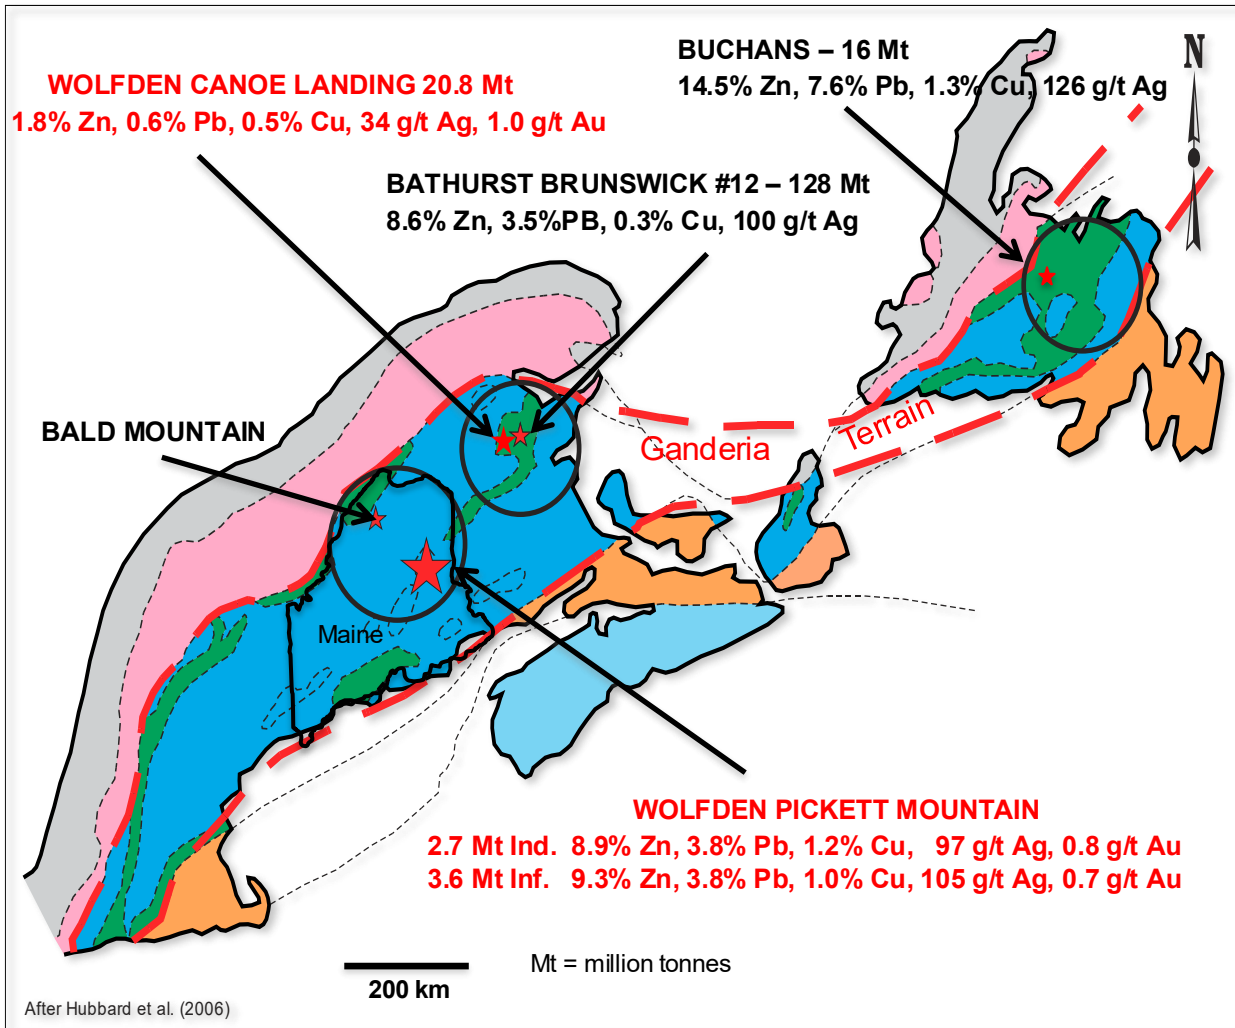 BUCHANS – 16 Mt
14.5% Zn, 7.6% Pb, 1.3% Cu, 126 g/t Ag
N
WOLFDEN CANOE LANDING 20.8 Mt
1.8% Zn, 0.6% Pb, 0.5% Cu, 34 g/t Ag, 1.0 g/t Au
BATHURST BRUNSWICK #12 – 128 Mt
8.6% Zn, 3.5%PB, 0.3% Cu, 100 g/t Ag
BALD MOUNTAIN
Ganderia
Terrain
Maine
WOLFDEN PICKETT MOUNTAIN
2.7 Mt Ind. 8.9% Zn, 3.8% Pb, 1.2% Cu, 97 g/t Ag, 0.8 g/t Au
3.6 Mt Inf. 9.3% Zn, 3.8% Pb, 1.0% Cu, 105 g/t Ag, 0.7 g/t Au
Mt = million tonnes
200 km
After Hubbard et al. (2006)